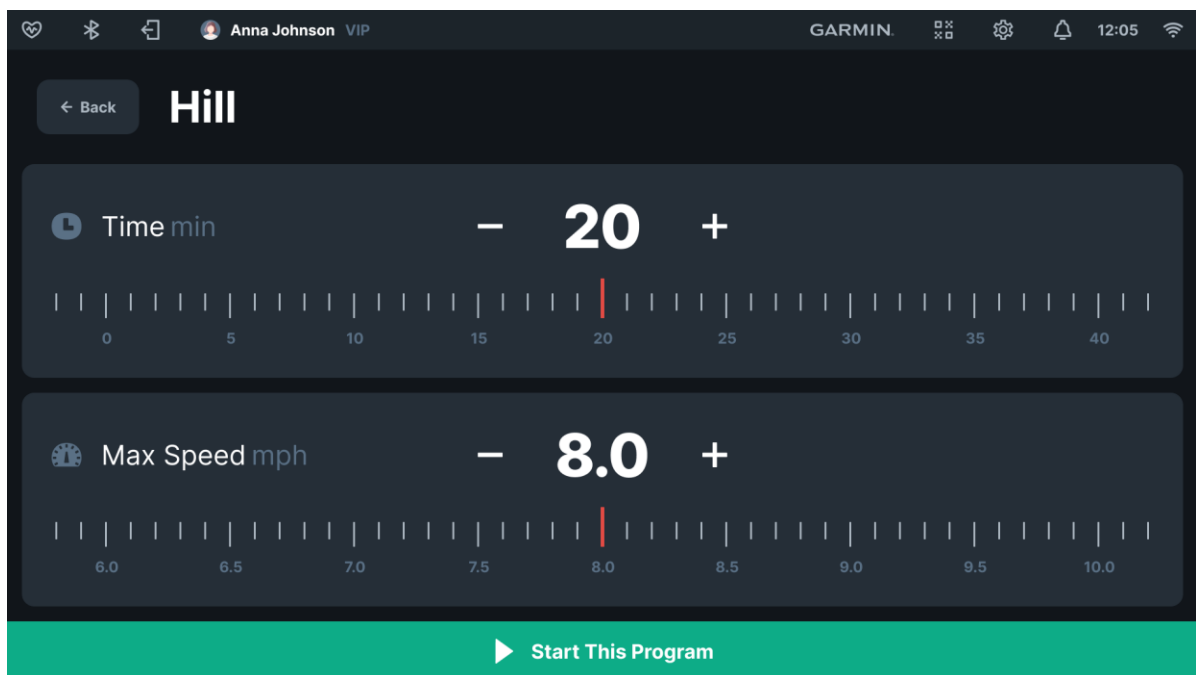 Anna Johnson VIP GARMIN. 12:05
← Back Hill
Time min − 20 +
0 5 10 15 20 25 30 35 40
Max Speed mph − 8.0 +
6.0 6.5 7.0 7.5 8.0 8.5 9.0 9.5 10.0
Start This Program